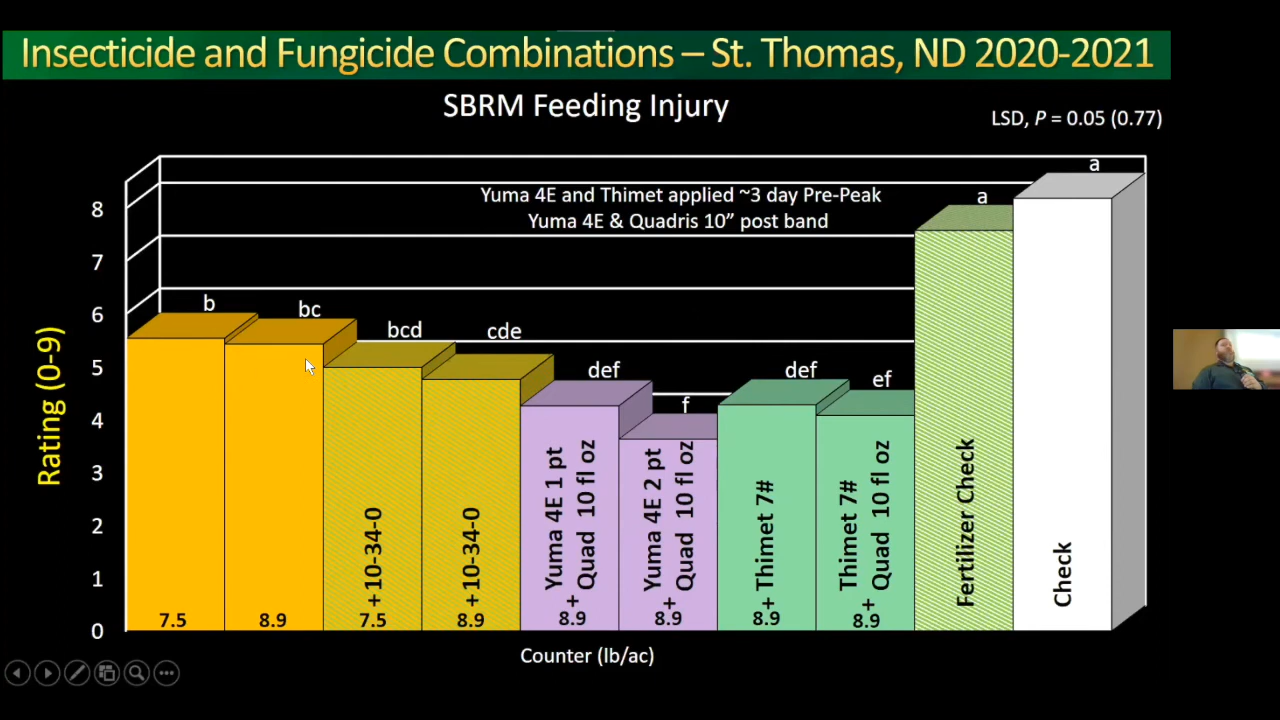 Insecticide and Fungicide Combinations – St. Thomas, ND 2020-2021
SBRM Feeding Injury
LSD, P = 0.05 (0.77)
Yuma 4E and Thimet applied ~3 day Pre-Peak
Yuma 4E & Quadris 10” post band
Rating (0-9)
8
7
6
5
4
3
2
1
0
b
bc
bcd
cde
def
f
def
ef
a
a
7.5
8.9
+10-34-0
7.5
+10-34-0
8.9
Yuma 4E 1 pt
+ Quad 10 fl oz
8.9
Yuma 4E 2 pt
+ Quad 10 fl oz
8.9
+ Thimet 7#
8.9
Thimet 7#
+ Quad 10 fl oz
8.9
Fertilizer Check
Check
Counter (lb/ac)